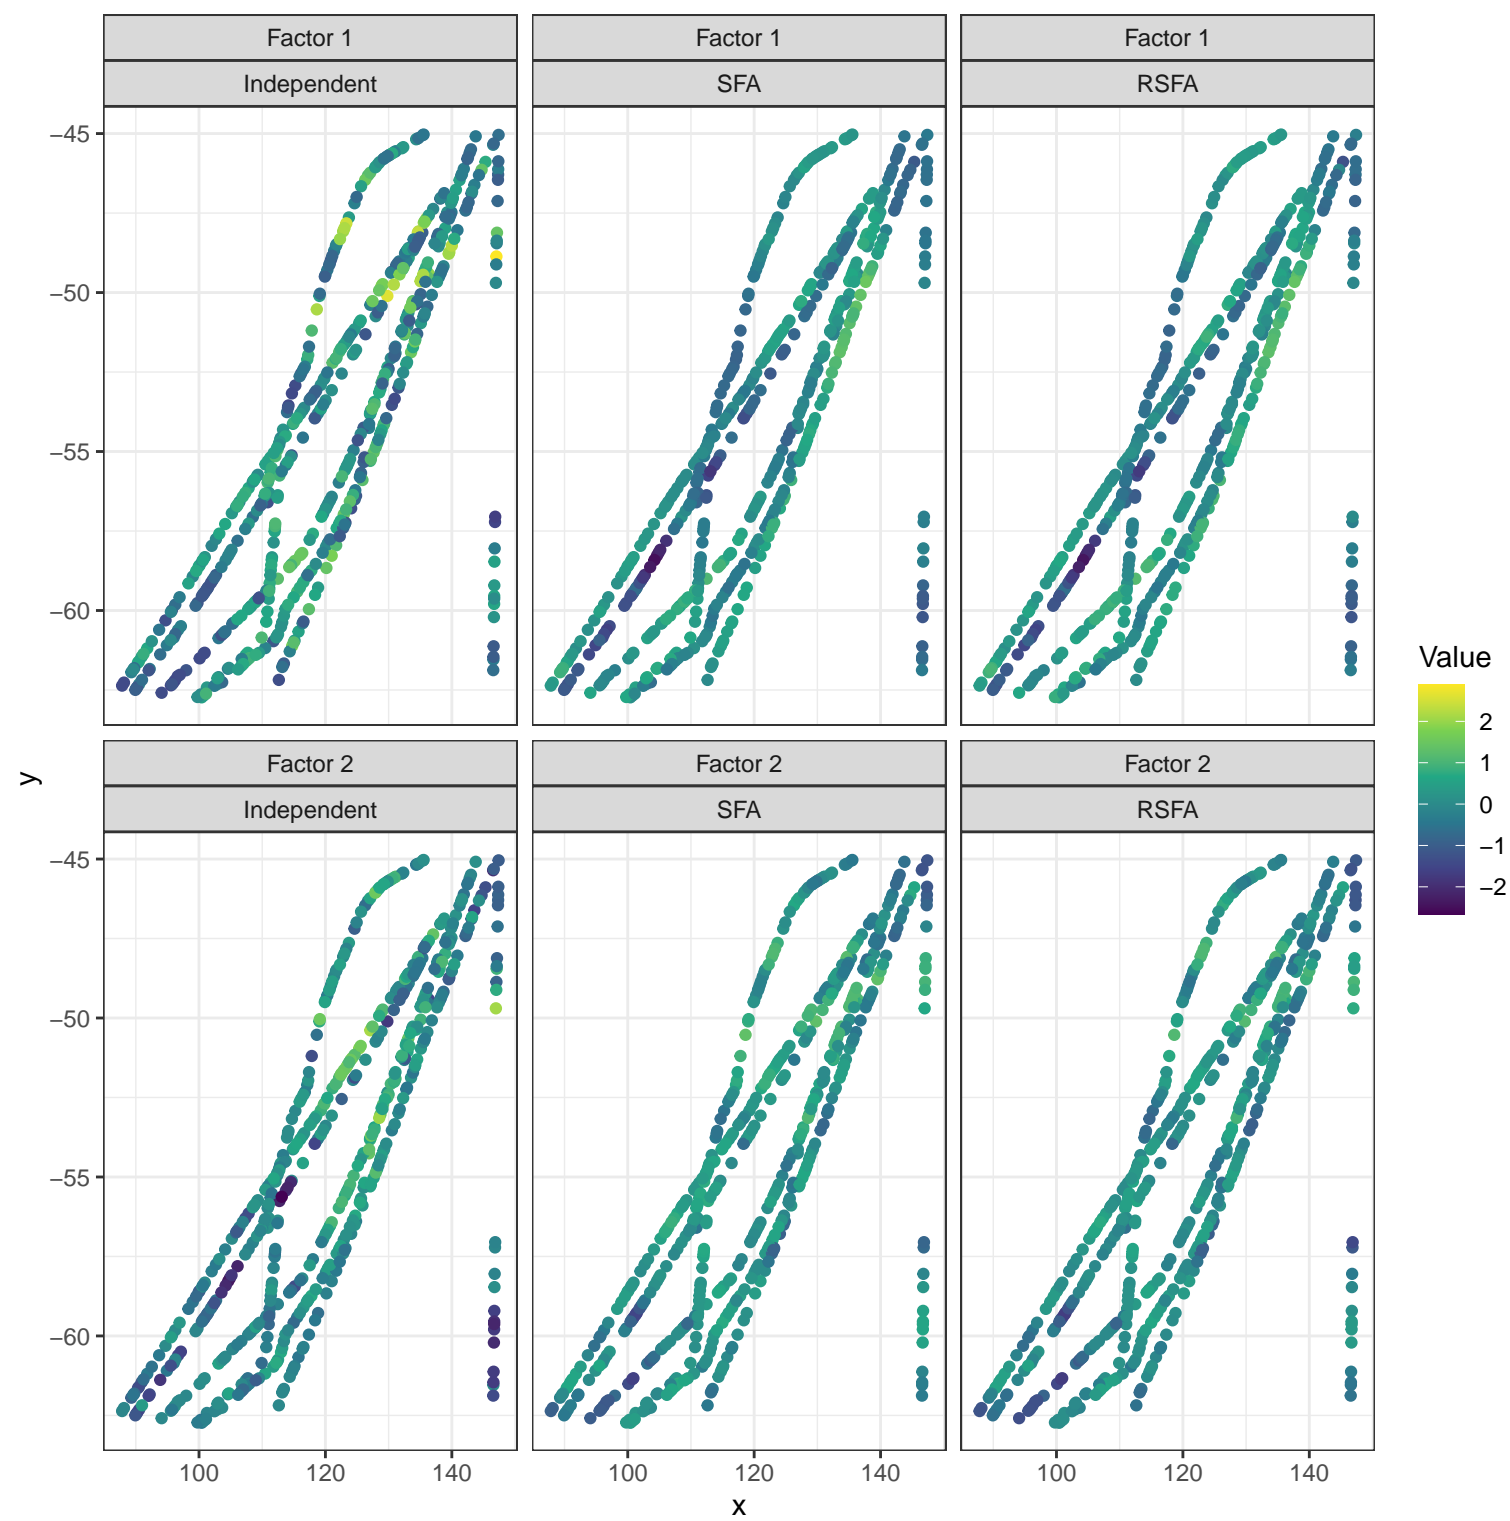 Factor 1 Factor 1 Factor 1
Independent SFA RSFA
−45
−50
−55
−60
Factor 2 Factor 2 Factor 2
Independent SFA RSFA
−45
−50
−55
−60
100 120 140 100 120 140 100 120 140
x
y
Value
2
1
0
−1
−2